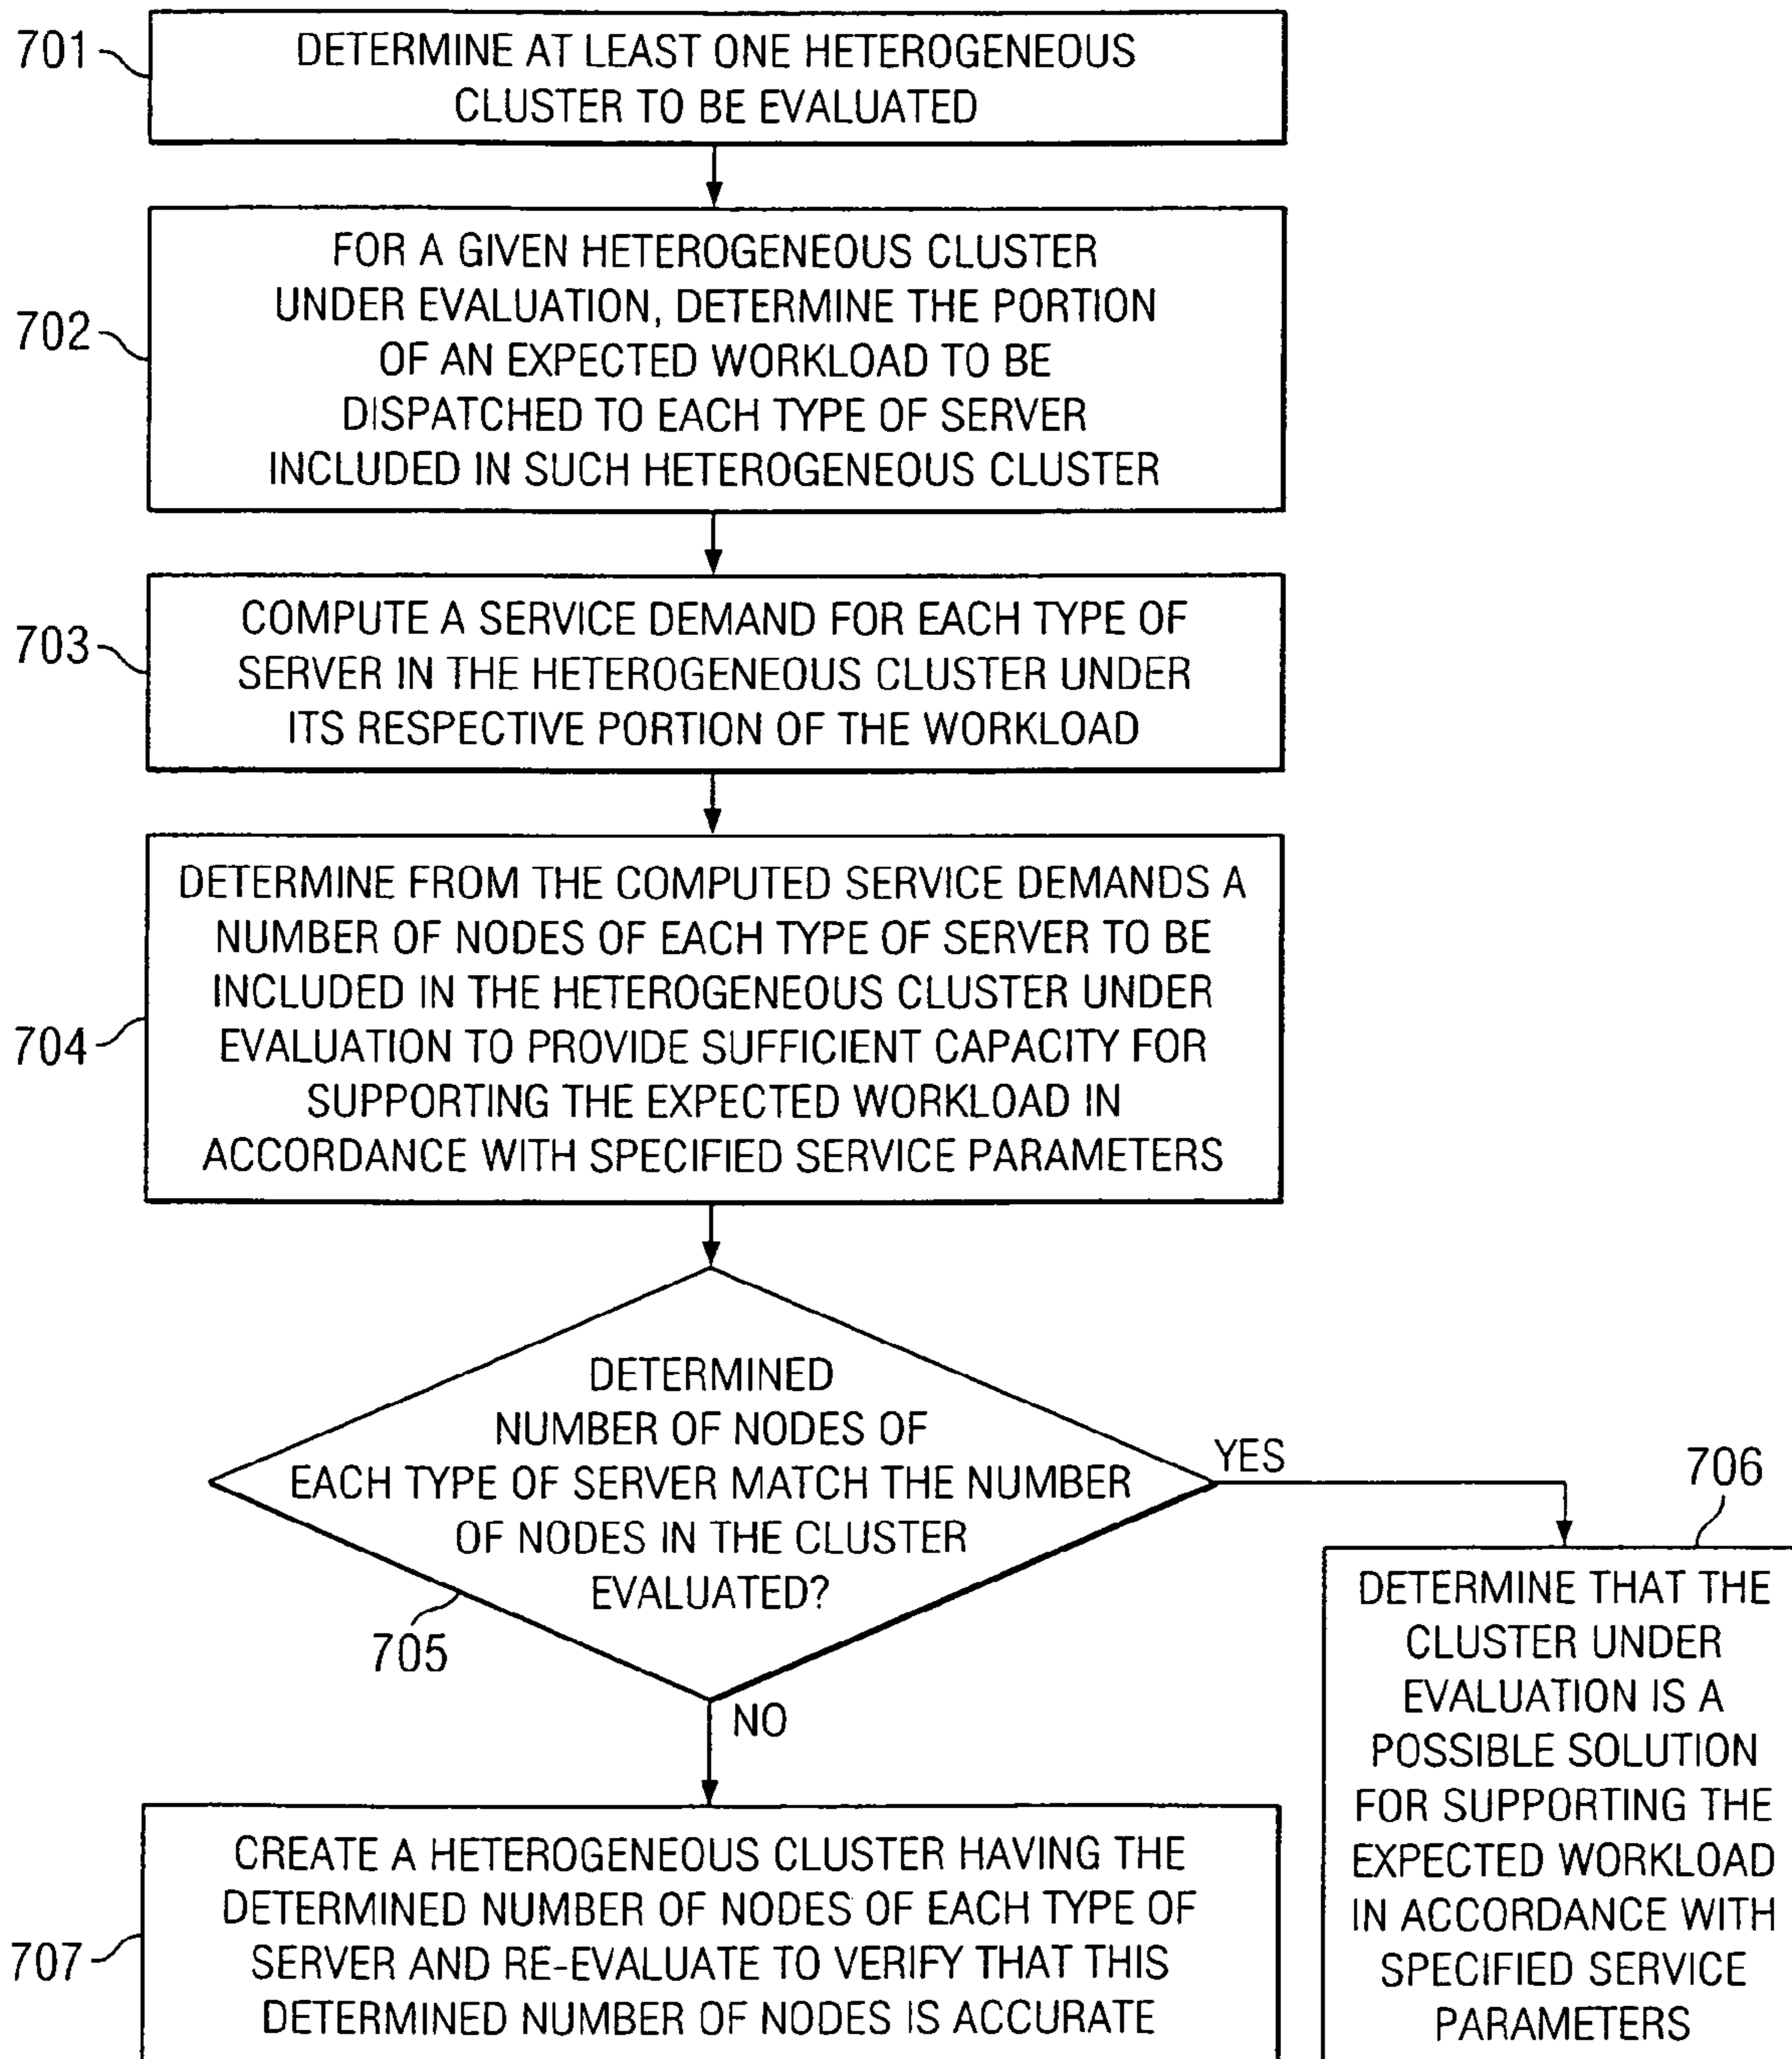 701
DETERMINE AT LEAST ONE HETEROGENEOUS
CLUSTER TO BE EVALUATED
702
FOR A GIVEN HETEROGENEOUS CLUSTER
UNDER EVALUATION, DETERMINE THE PORTION
OF AN EXPECTED WORKLOAD TO BE
DISPATCHED TO EACH TYPE OF SERVER
INCLUDED IN SUCH HETEROGENEOUS CLUSTER
703
COMPUTE A SERVICE DEMAND FOR EACH TYPE OF
SERVER IN THE HETEROGENEOUS CLUSTER UNDER
ITS RESPECTIVE PORTION OF THE WORKLOAD
704
DETERMINE FROM THE COMPUTED SERVICE DEMANDS A
NUMBER OF NODES OF EACH TYPE OF SERVER TO BE
INCLUDED IN THE HETEROGENEOUS CLUSTER UNDER
EVALUATION TO PROVIDE SUFFICIENT CAPACITY FOR
SUPPORTING THE EXPECTED WORKLOAD IN
ACCORDANCE WITH SPECIFIED SERVICE PARAMETERS
DETERMINED
NUMBER OF NODES OF
EACH TYPE OF SERVER MATCH THE NUMBER
OF NODES IN THE CLUSTER
EVALUATED?
705
YES
706
DETERMINE THAT THE
CLUSTER UNDER
EVALUATION IS A
POSSIBLE SOLUTION
FOR SUPPORTING THE
EXPECTED WORKLOAD
IN ACCORDANCE WITH
SPECIFIED SERVICE
PARAMETERS
NO
707
CREATE A HETEROGENEOUS CLUSTER HAVING THE
DETERMINED NUMBER OF NODES OF EACH TYPE OF
SERVER AND RE-EVALUATE TO VERIFY THAT THIS
DETERMINED NUMBER OF NODES IS ACCURATE